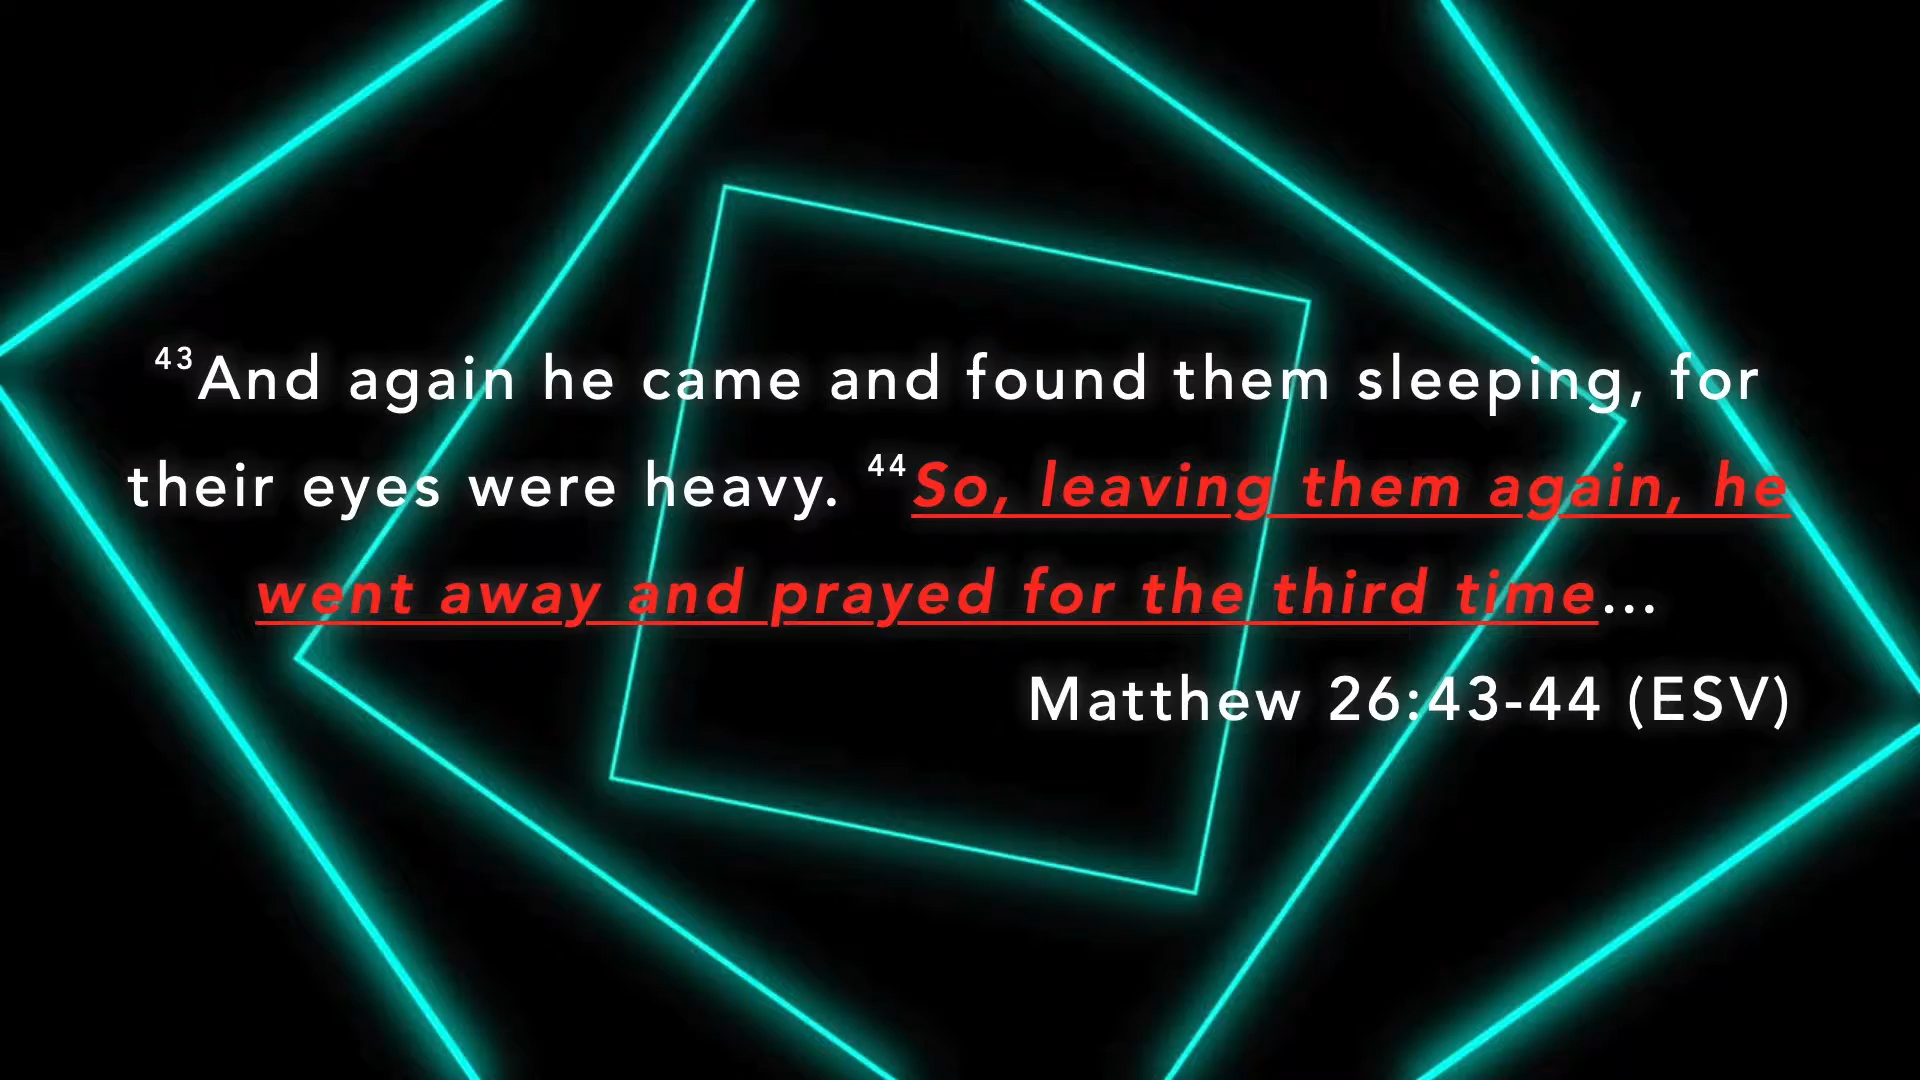 ⁴³And again he came and found them sleeping, for
their eyes were heavy. ⁴⁴So, leaving them again, he
went away and prayed for the third time...
Matthew 26:43-44 (ESV)